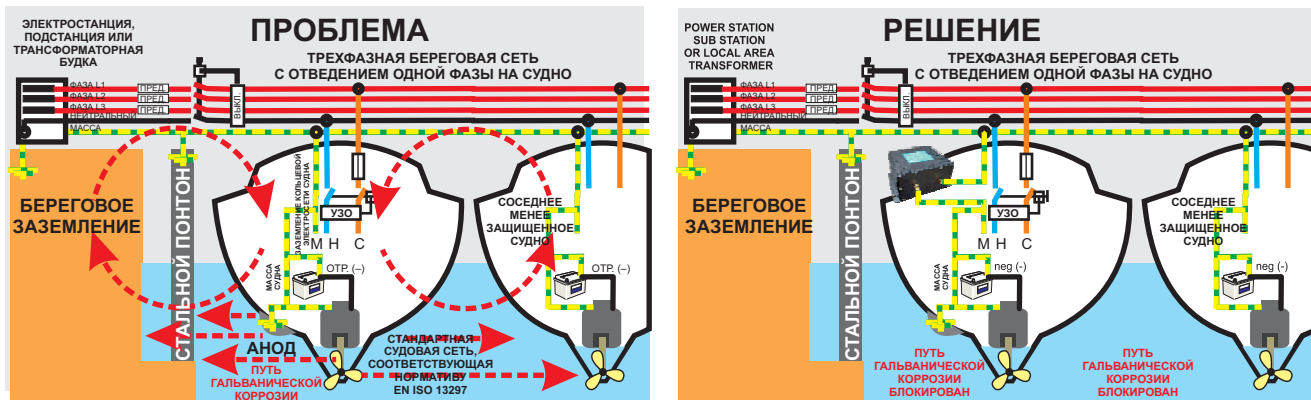 ЭЛЕКТРОСТАНЦИЯ,
ПОДСТАНЦИЯ ИЛИ
ТРАНСФОРМАТОРНАЯ
БУДКА
ПРОБЛЕМА
ТРЕХФАЗНАЯ БЕРЕГОВАЯ СЕТЬ
С ОТВЕДЕНИЕМ ОДНОЙ ФАЗЫ НА СУДНО
ФАЗА L1
ФАЗА L2
ФАЗА L3
НЕЙТРАЛЬНЫЙ
МАССА
ПРЕД.
ПРЕД.
ПРЕД.
ВЫКЛ
БЕРЕГОВОЕ
ЗАЗЕМЛЕНИЕ
СТАЛЬНОЙ ПОНТОН
ЗАЗЕМЛЕНИЕ КОЛЬЦЕВОЙ
ЭЛЕКТРОСЕТИ СУДНА
УЗО
М Н С
МАССА
СУДНА
ОТР. (–)
СОСЕДНЕЕ
МЕНЕЕ
ЗАЩИЩЕННОЕ
СУДНО
ОТР. (–)
АНОД
ПУТЬ
ГАЛЬВАНИЧЕСКОЙ
КОРРОЗИИ
СТАНДАРТНАЯ
СУДОВАЯ СЕТЬ,
СООТВЕТСТВУЮЩАЯ
НОРМАТИВУ
EN ISO 13297
POWER STATION
SUB STATION
OR LOCAL AREA
TRANSFORMER
РЕШЕНИЕ
ТРЕХФАЗНАЯ БЕРЕГОВАЯ СЕТЬ
С ОТВЕДЕНИЕМ ОДНОЙ ФАЗЫ НА СУДНО
ФАЗА L1
ФАЗА L2
ФАЗА L3
НЕЙТРАЛЬНЫЙ
МАССА
ПРЕД.
ПРЕД.
ПРЕД.
ВЫКЛ
БЕРЕГОВОЕ
ЗАЗЕМЛЕНИЕ
СТАЛЬНОЙ ПОНТОН
УЗО
М Н С
МАССА
СУДНА
neg (-)
СОСЕДНЕЕ
МЕНЕЕ
ЗАЩИЩЕННОЕ
СУДНО
neg (-)
ПУТЬ
ГАЛЬВАНИЧЕСКОЙ
КОРРОЗИИ
БЛОКИРОВАН
ПУТЬ
ГАЛЬВАНИЧЕСКОЙ
КОРРОЗИИ
БЛОКИРОВАН